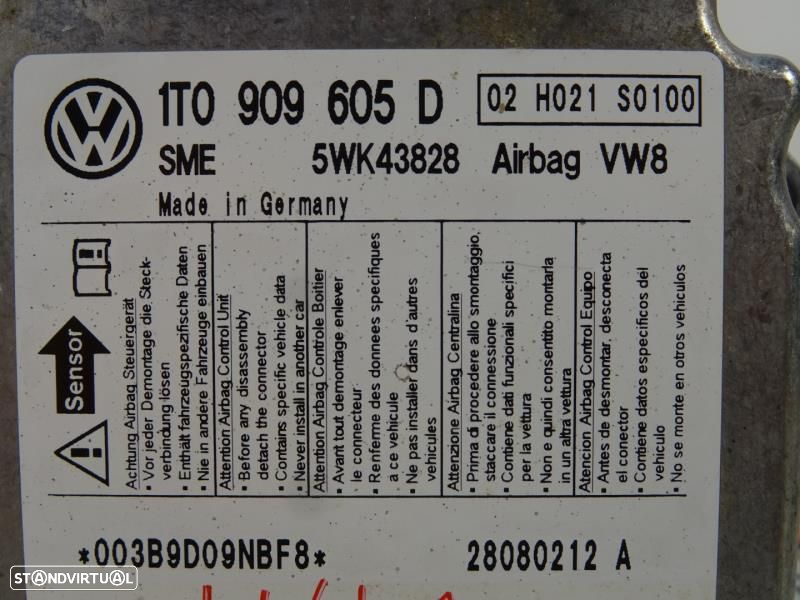 1T0 909 605 D
02 H021 S0100
SME 5WK43828 Airbag VW8
Made in Germany
Sensor
Achtung Airbag Steuergerät
• Vor jeder Demontage die Steck-
verbindung lösen
• Enthält fahrzeugspezifische Daten
• Nie in andere Fahrzeuge einbauen
Attention Airbag Control Unit
• Before any disassembly
detach the connector
• Contains specific vehicle data
• Never install in another car
Attention Airbag Controle Boitier
• Avant tout demontage enlever
le connecteur
• Renferme des données specifiques
à ce véhicule
• Ne pas installer dans d'autres
véhicules
Attenzione Airbag Centralina
• Prima di procedere allo smontaggio,
staccare il connessione
• Contiene dati funzionali specifici
per la vettura
• Non e quindi consentito montarla
in un altra vettura
Atencion Airbag Control Equipo
• Antes de desmontar, desconecta
el conector
• Contiene datos especificos del
vehiculo
• No se monte en otros vehiculos
*003B9D09NBF8* 28080212 A
STANDVIRTUAL